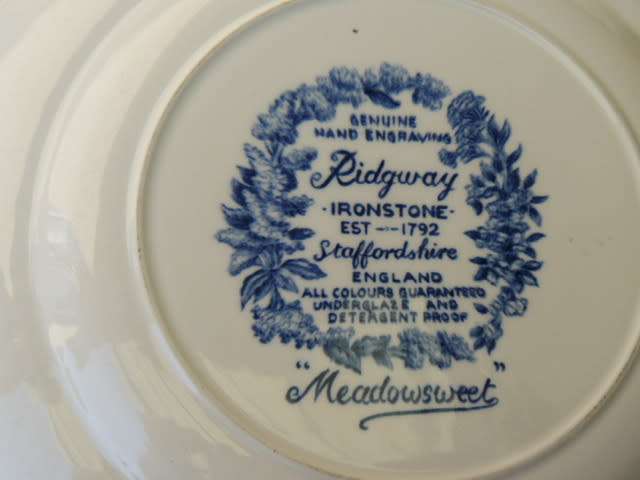 GENUINE
HAND ENGRAVING
Ridgway
·IRONSTONE·
EST — 1792
Staffordshire
ENGLAND
ALL COLOURS GUARANTEED
UNDERGLAZE AND
DETERGENT PROOF
"Meadowsweet"